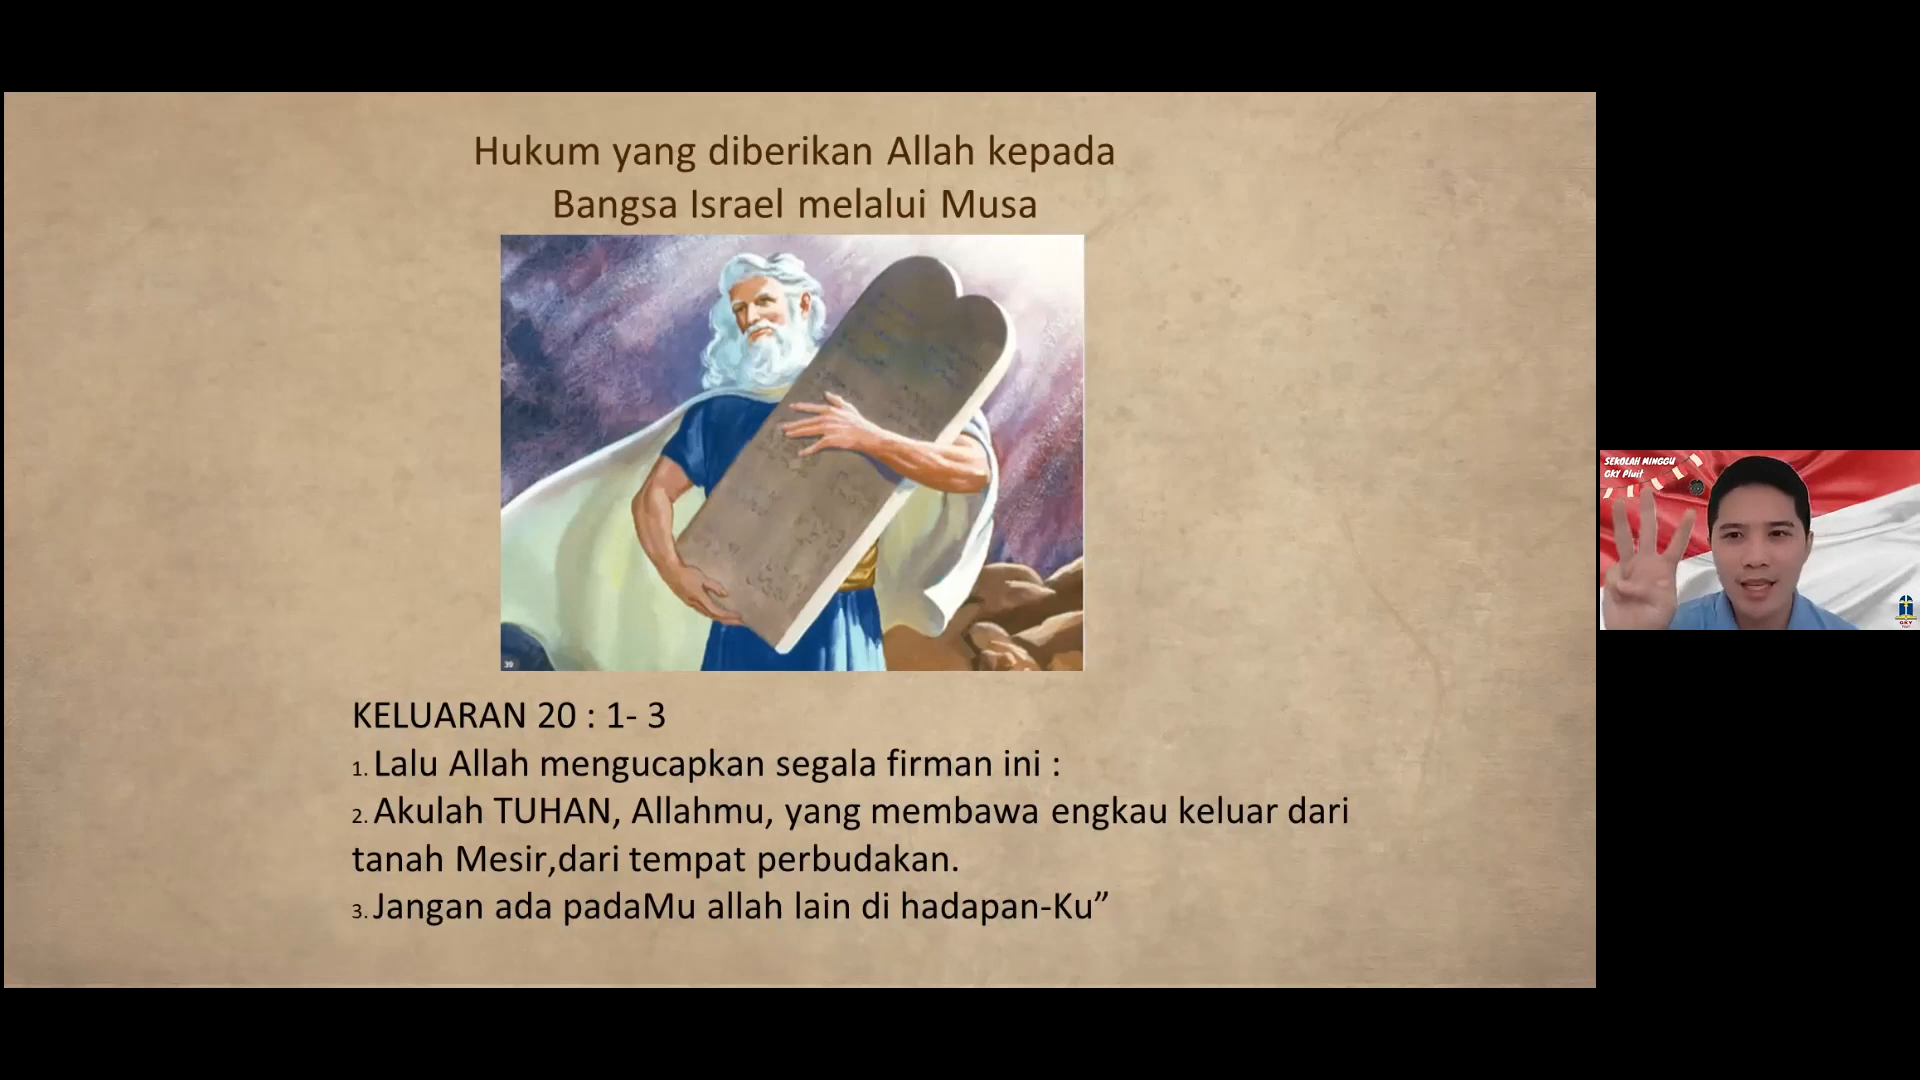 Hukum yang diberikan Allah kepada
Bangsa Israel melalui Musa
39
KELUARAN 20 : 1- 3
1. Lalu Allah mengucapkan segala firman ini :
2. Akulah TUHAN, Allahmu, yang membawa engkau keluar dari
tanah Mesir,dari tempat perbudakan.
3. Jangan ada padaMu allah lain di hadapan-Ku”
SEKOLAH MINGGU
GKY Pluit
GKY